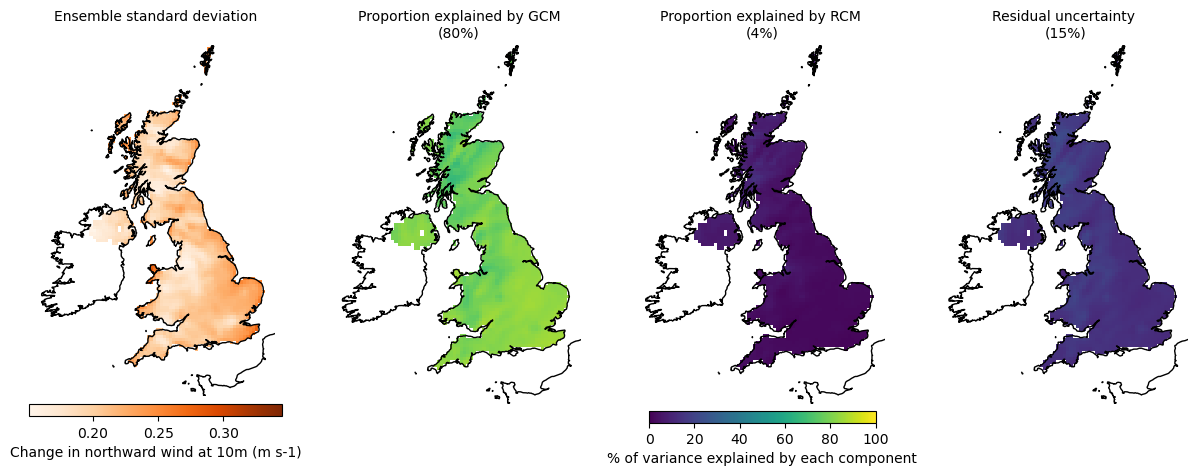 Ensemble standard deviation
Proportion explained by GCM
(80%)
Proportion explained by RCM
(4%)
Residual uncertainty
(15%)
0.20 0.25 0.30
Change in northward wind at 10m (m s-1)
0 20 40 60 80 100
% of variance explained by each component